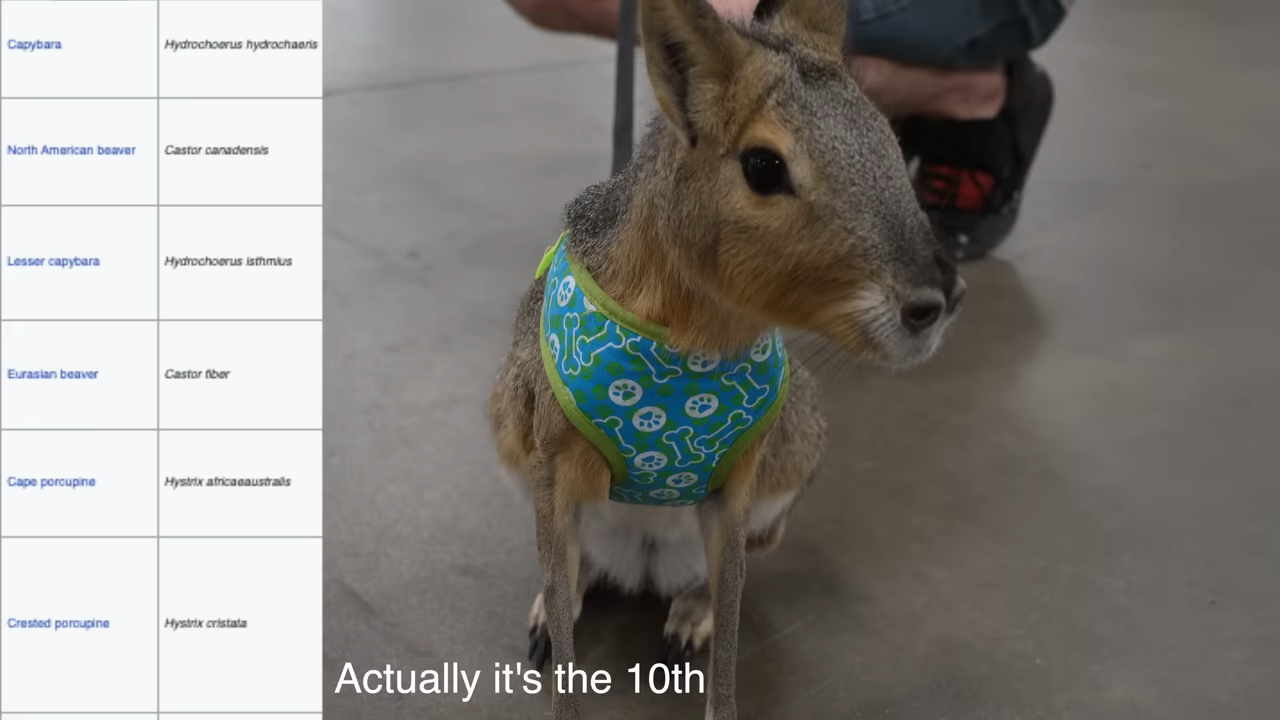 Capybara Hydrochoerus hydrochaeris
North American beaver Castor canadensis
Lesser capybara Hydrochoerus isthmius
Eurasian beaver Castor fiber
Cape porcupine Hystrix africaeaustralis
Crested porcupine Hystrix cristata
Actually it's the 10th